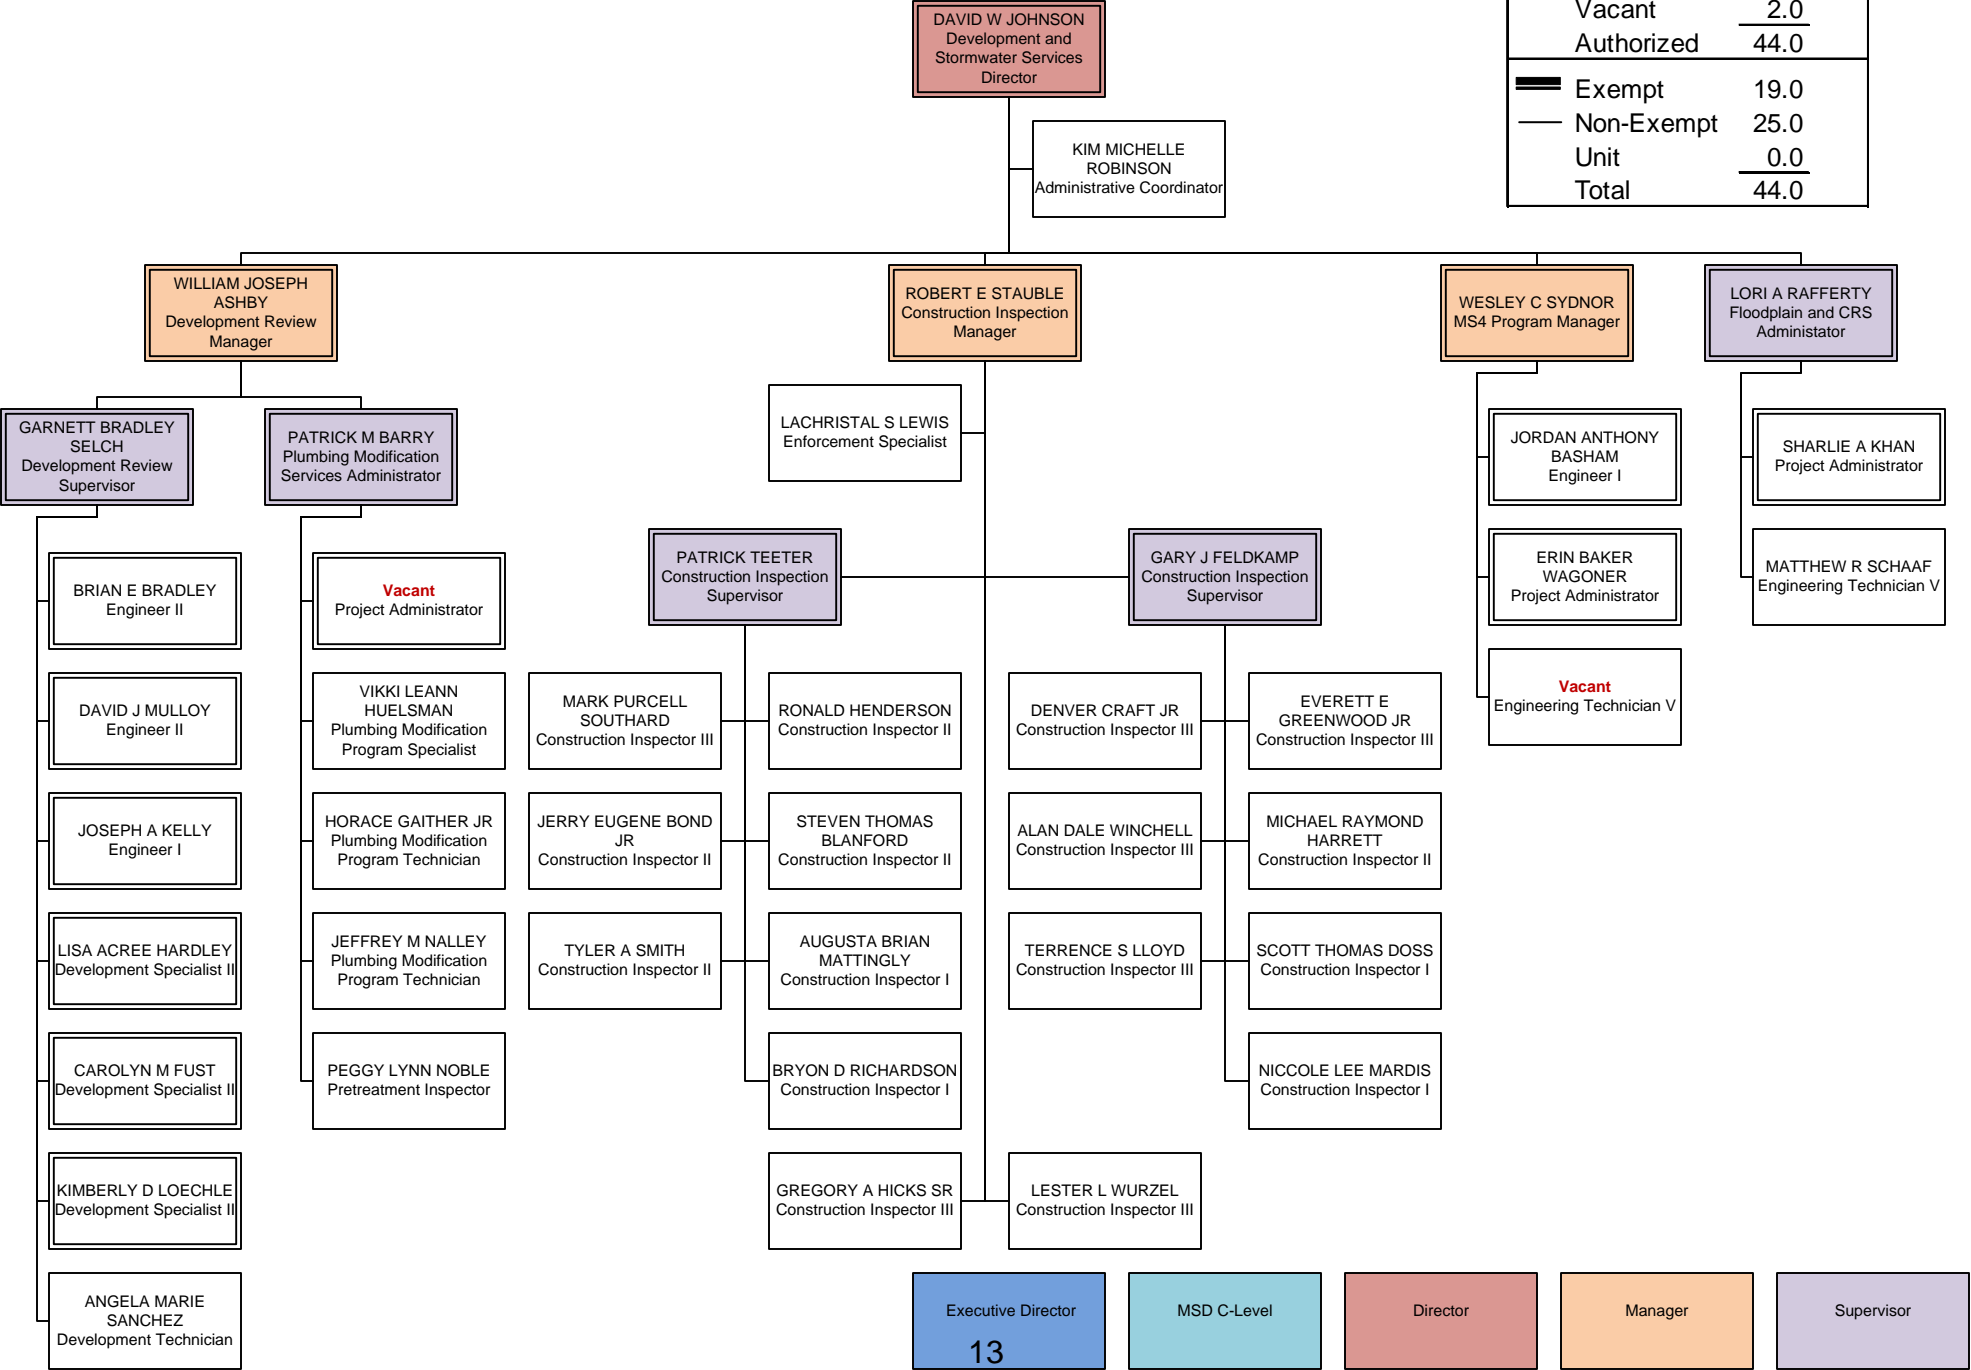 DAVID W JOHNSON
Development and
Stormwater Services
Director
Vacant 2.0
Authorized 44.0
Exempt 19.0
Non-Exempt 25.0
Unit 0.0
Total 44.0
KIM MICHELLE
ROBINSON
Administrative Coordinator
WILLIAM JOSEPH
ASHBY
Development Review
Manager
ROBERT E STAUBLE
Construction Inspection
Manager
WESLEY C SYDNOR
MS4 Program Manager
LORI A RAFFERTY
Floodplain and CRS
Administator
GARNETT BRADLEY
SELCH
Development Review
Supervisor
PATRICK M BARRY
Plumbing Modification
Services Administrator
LACHRISTAL S LEWIS
Enforcement Specialist
JORDAN ANTHONY
BASHAM
Engineer I
SHARLIE A KHAN
Project Administrator
PATRICK TEETER
Construction Inspection
Supervisor
GARY J FELDKAMP
Construction Inspection
Supervisor
ERIN BAKER
WAGONER
Project Administrator
MATTHEW R SCHAAF
Engineering Technician V
BRIAN E BRADLEY
Engineer II
Vacant
Project Administrator
DAVID J MULLOY
Engineer II
VIKKI LEANN
HUELSMAN
Plumbing Modification
Program Specialist
MARK PURCELL
SOUTHARD
Construction Inspector III
RONALD HENDERSON
Construction Inspector II
DENVER CRAFT JR
Construction Inspector III
EVERETT E
GREENWOOD JR
Construction Inspector III
Vacant
Engineering Technician V
JOSEPH A KELLY
Engineer I
HORACE GAITHER JR
Plumbing Modification
Program Technician
JERRY EUGENE BOND
JR
Construction Inspector II
STEVEN THOMAS
BLANFORD
Construction Inspector II
ALAN DALE WINCHELL
Construction Inspector III
MICHAEL RAYMOND
HARRETT
Construction Inspector II
LISA ACREE HARDLEY
Development Specialist II
JEFFREY M NALLEY
Plumbing Modification
Program Technician
TYLER A SMITH
Construction Inspector II
AUGUSTA BRIAN
MATTINGLY
Construction Inspector I
TERRENCE S LLOYD
Construction Inspector III
SCOTT THOMAS DOSS
Construction Inspector I
CAROLYN M FUST
Development Specialist II
PEGGY LYNN NOBLE
Pretreatment Inspector
BRYON D RICHARDSON
Construction Inspector I
NICCOLE LEE MARDIS
Construction Inspector I
KIMBERLY D LOECHLE
Development Specialist II
GREGORY A HICKS SR
Construction Inspector III
LESTER L WURZEL
Construction Inspector III
ANGELA MARIE
SANCHEZ
Development Technician
Executive Director
MSD C-Level
Director
Manager
Supervisor
13